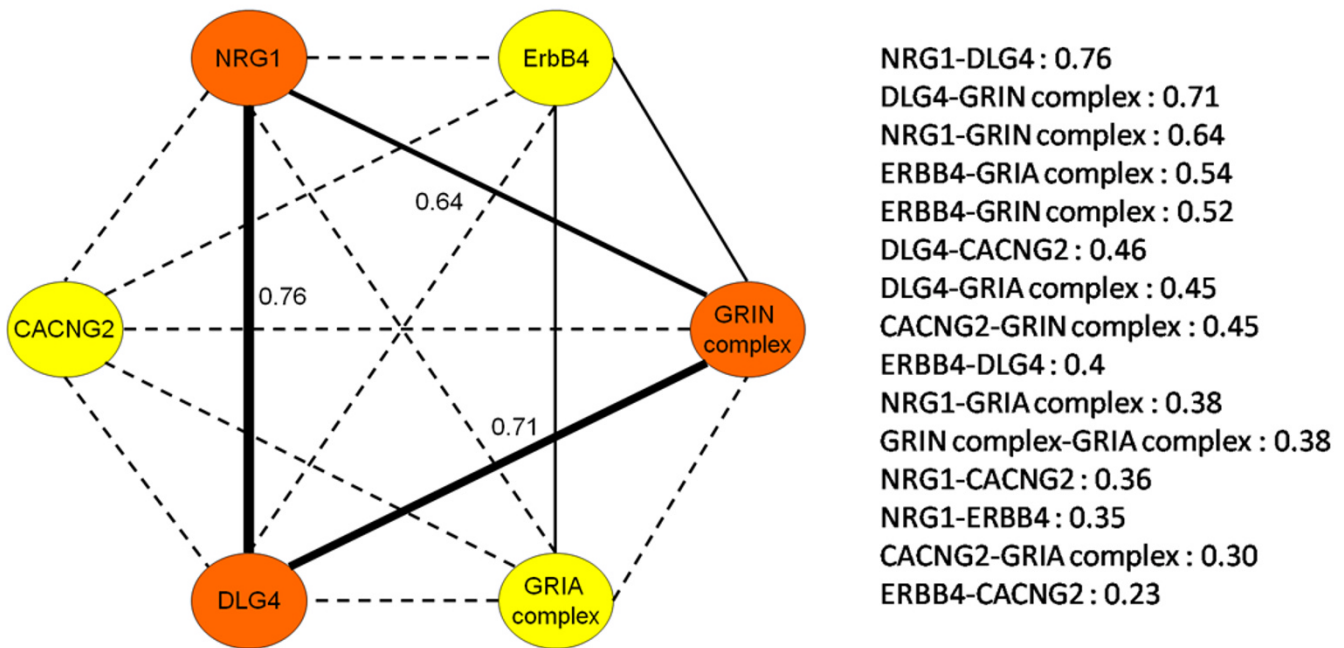 NRG1
ErbB4
0.64
CACNG2
0.76
GRIN
complex
0.71
DLG4
GRIA
complex
NRG1-DLG4 : 0.76
DLG4-GRIN complex : 0.71
NRG1-GRIN complex : 0.64
ERBB4-GRIA complex : 0.54
ERBB4-GRIN complex : 0.52
DLG4-CACNG2 : 0.46
DLG4-GRIA complex : 0.45
CACNG2-GRIN complex : 0.45
ERBB4-DLG4 : 0.4
NRG1-GRIA complex : 0.38
GRIN complex-GRIA complex : 0.38
NRG1-CACNG2 : 0.36
NRG1-ERBB4 : 0.35
CACNG2-GRIA complex : 0.30
ERBB4-CACNG2 : 0.23